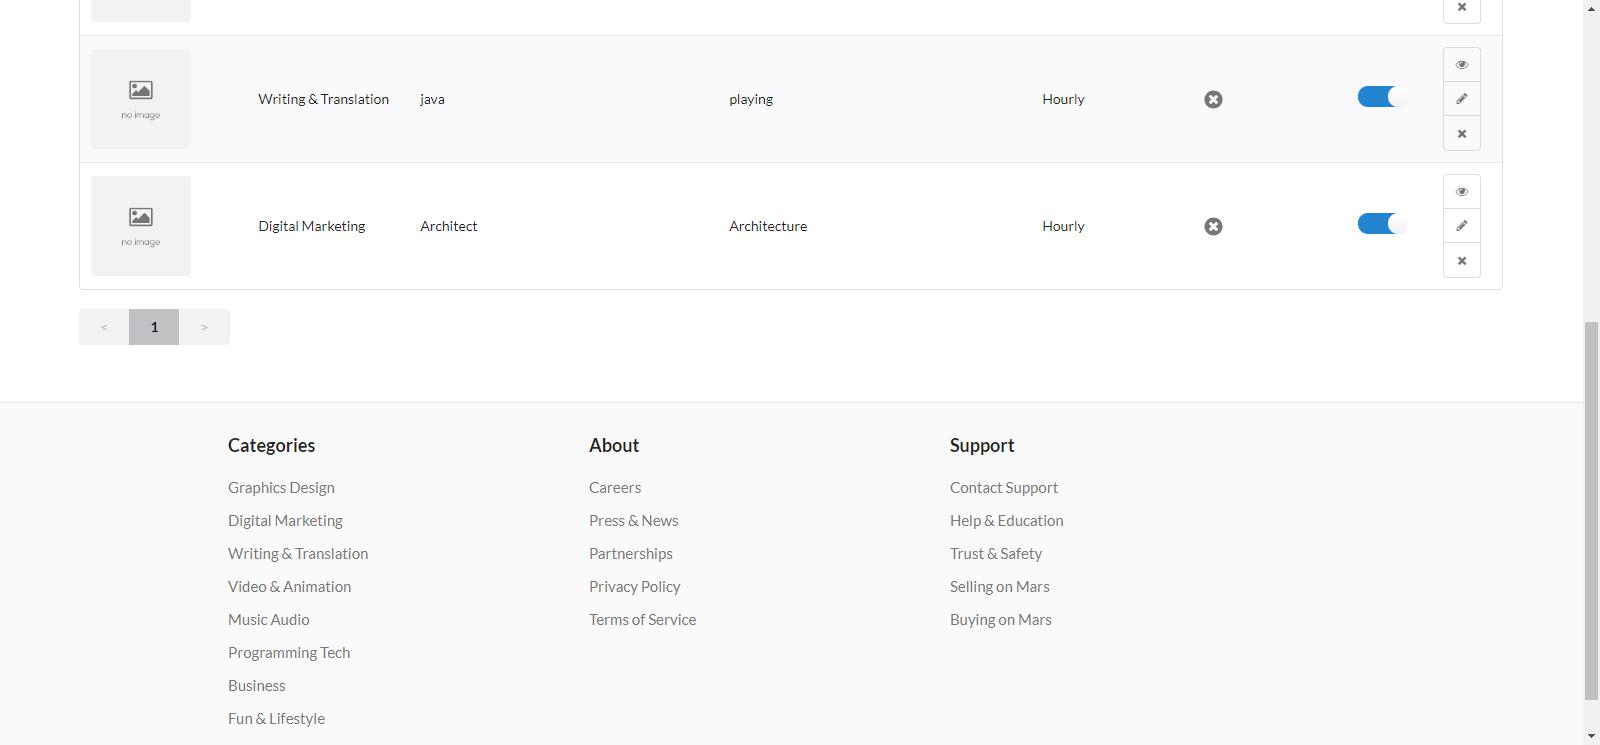 no image
Writing & Translation java playing Hourly
no image
Digital Marketing Architect Architecture Hourly
< 1 >
Categories About Support
Graphics Design Careers Contact Support
Digital Marketing Press & News Help & Education
Writing & Translation Partnerships Trust & Safety
Video & Animation Privacy Policy Selling on Mars
Music Audio Terms of Service Buying on Mars
Programming Tech
Business
Fun & Lifestyle